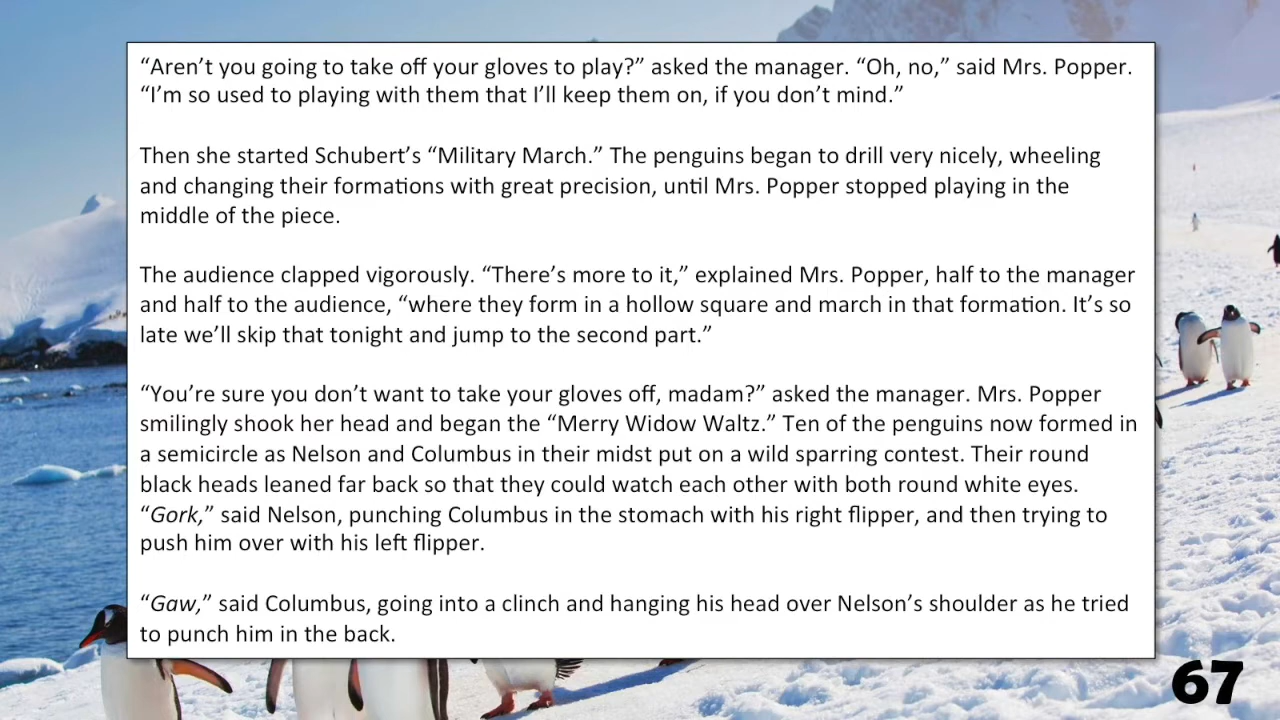 “Aren’t you going to take off your gloves to play?” asked the manager. “Oh, no,” said Mrs. Popper.
“I’m so used to playing with them that I’ll keep them on, if you don’t mind.”
Then she started Schubert’s “Military March.” The penguins began to drill very nicely, wheeling
and changing their formations with great precision, until Mrs. Popper stopped playing in the
middle of the piece.
The audience clapped vigorously. “There’s more to it,” explained Mrs. Popper, half to the manager
and half to the audience, “where they form in a hollow square and march in that formation. It’s so
late we’ll skip that tonight and jump to the second part.”
“You’re sure you don’t want to take your gloves off, madam?” asked the manager. Mrs. Popper
smilingly shook her head and began the “Merry Widow Waltz.” Ten of the penguins now formed in
a semicircle as Nelson and Columbus in their midst put on a wild sparring contest. Their round
black heads leaned far back so that they could watch each other with both round white eyes.
“Gork,” said Nelson, punching Columbus in the stomach with his right flipper, and then trying to
push him over with his left flipper.
“Gaw,” said Columbus, going into a clinch and hanging his head over Nelson’s shoulder as he tried
to punch him in the back.
67